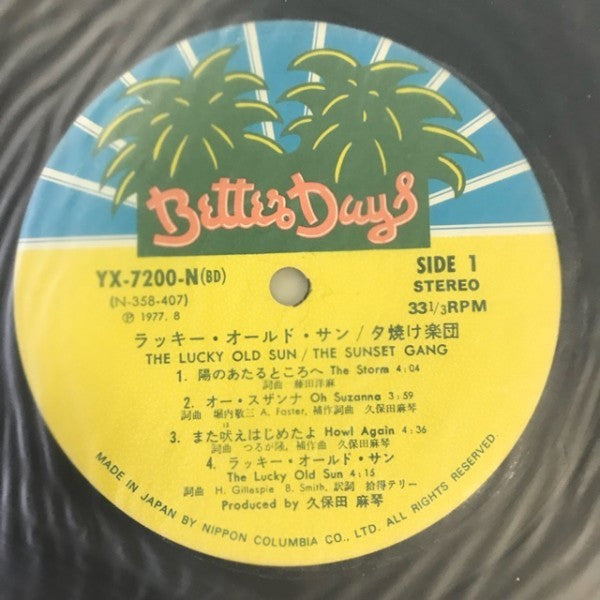 Better Days
YX-7200-N(BD)
(N-358-407)
Ⓟ 1977. 8
SIDE 1
STEREO
33 1/3 RPM
ラッキー・オールド・サン/夕焼け楽団
THE LUCKY OLD SUN / THE SUNSET GANG
1. 陽のあたるところへ The Storm 4:04
詞曲 藤田洋麻
2. オー・スザンナ Oh Suzanna 3:59
詞曲 堀内敬三 A. Foster, 補作詞曲 久保田麻琴
3. また吠えはじめたよ Howl Again 4:36
ほ
詞曲 つるが隆, 補作曲 久保田麻琴
4. ラッキー・オールド・サン
The Lucky Old Sun 4:15
詞曲 H. Gillaspie B. Smith, 訳詞 拾得テリー
Produced by 久保田 麻琴
MADE IN JAPAN BY NIPPON COLUMBIA CO., LTD. ALL RIGHTS RESERVED.